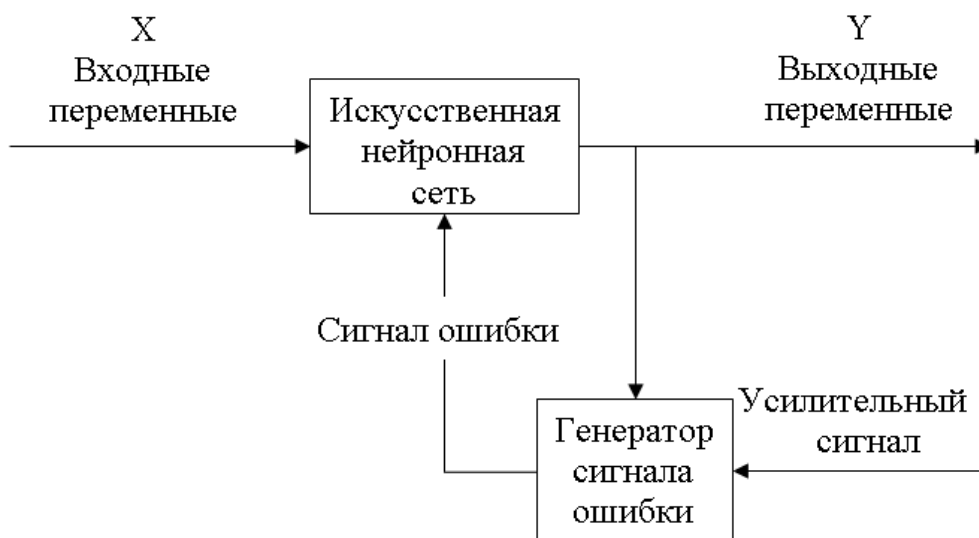 X
Входные
переменные
Y
Выходные
переменные
Искусственная
нейронная
сеть
Сигнал ошибки
Генератор
сигнала
ошибки
Усилительный
сигнал